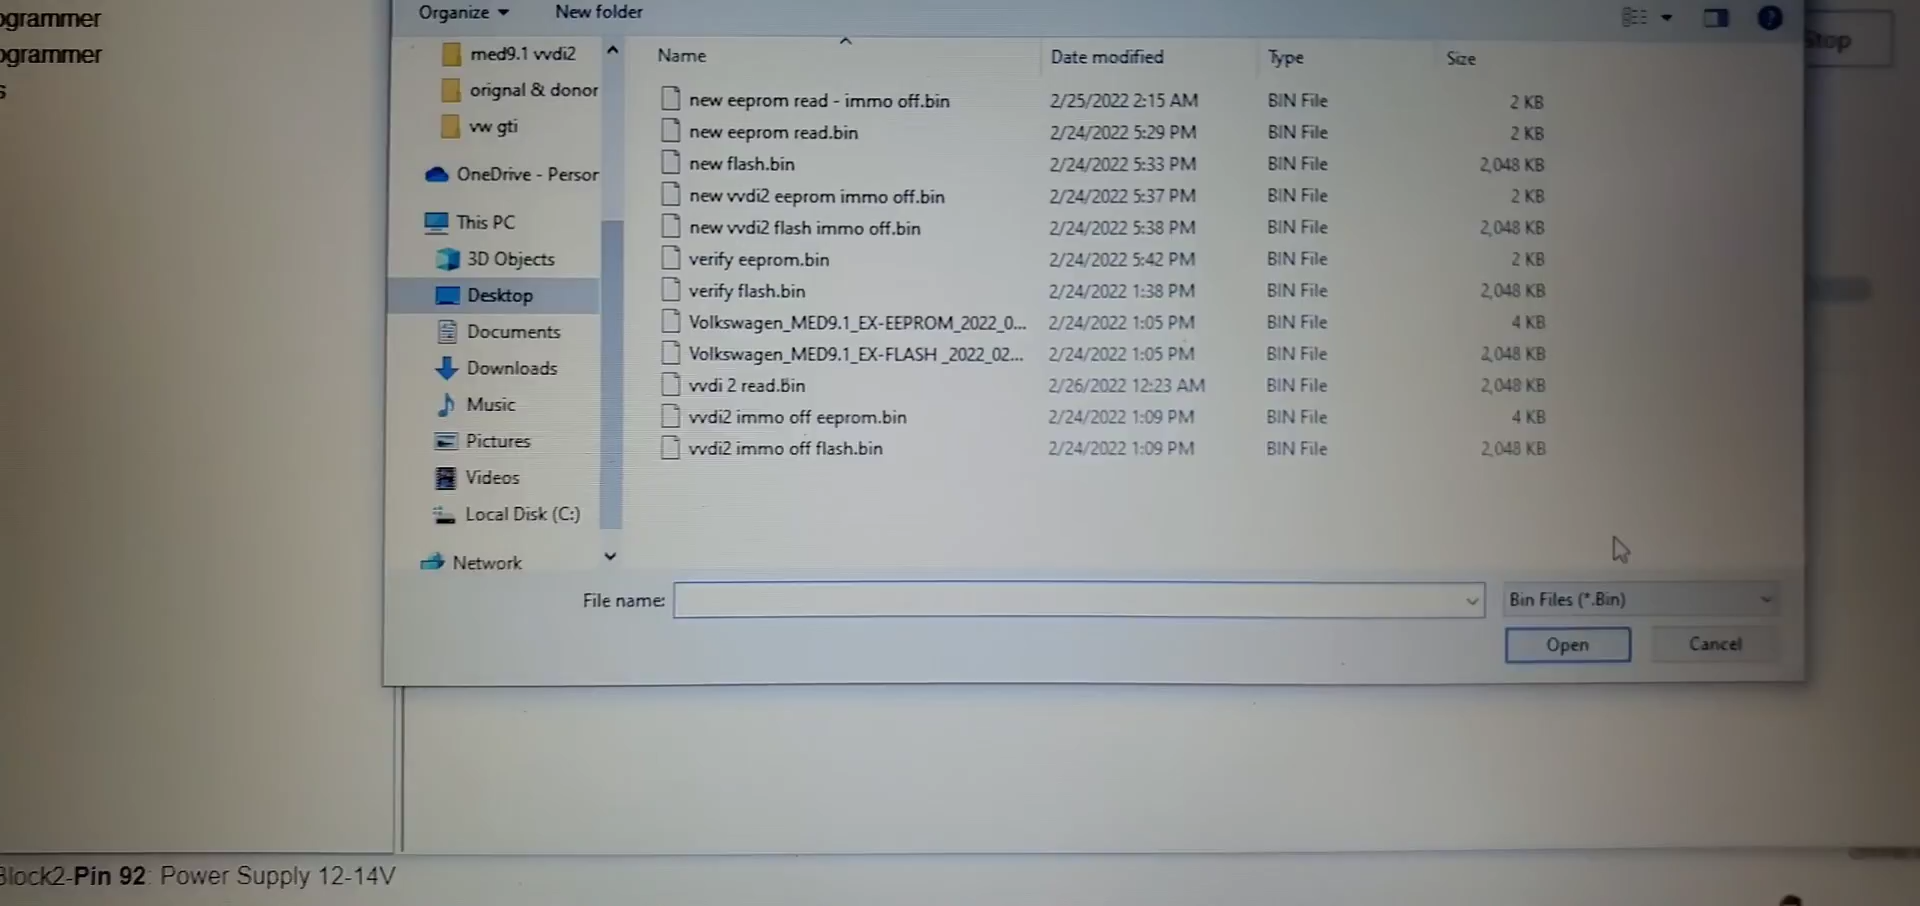 ogrammer
ogrammer
s
Organize New folder
Stop
med9.1 vvdi2
orignal & donor
vw gti
OneDrive - Person
This PC
3D Objects
Desktop
Documents
Downloads
Music
Pictures
Videos
Local Disk (C:)
Network
Name Date modified Type Size
new eeprom read - immo off.bin 2/25/2022 2:15 AM BIN File 2 KB
new eeprom read.bin 2/24/2022 5:29 PM BIN File 2 KB
new flash.bin 2/24/2022 5:33 PM BIN File 2,048 KB
new vvdi2 eeprom immo off.bin 2/24/2022 5:37 PM BIN File 2 KB
new vvdi2 flash immo off.bin 2/24/2022 5:38 PM BIN File 2,048 KB
verify eeprom.bin 2/24/2022 5:42 PM BIN File 2 KB
verify flash.bin 2/24/2022 1:38 PM BIN File 2,048 KB
Volkswagen_MED9.1_EX-EEPROM_2022_0... 2/24/2022 1:05 PM BIN File 4 KB
Volkswagen_MED9.1_EX-FLASH _2022_02... 2/24/2022 1:05 PM BIN File 2,048 KB
vvdi 2 read.bin 2/26/2022 12:23 AM BIN File 2,048 KB
vvdi2 immo off eeprom.bin 2/24/2022 1:09 PM BIN File 4 KB
vvdi2 immo off flash.bin 2/24/2022 1:09 PM BIN File 2,048 KB
File name: Bin Files (*.Bin)
Open Cancel
Block2-Pin 92: Power Supply 12-14V